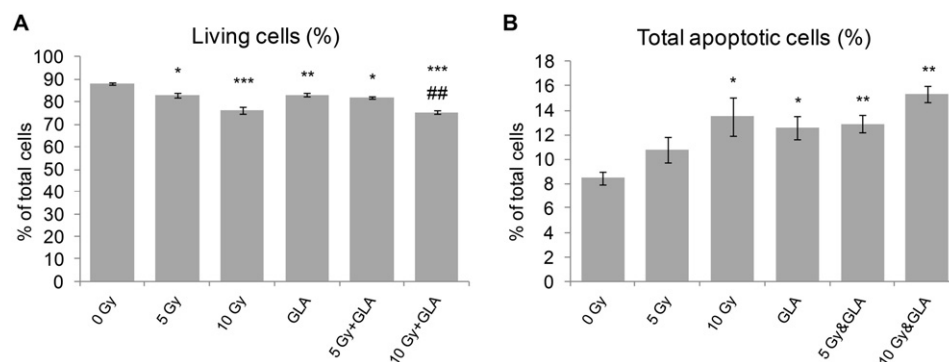 A
Living cells (%)
% of total cells
100
90
80
70
60
50
40
30
20
10
0
* *** ** * ***
##
0 Gy
5 Gy
10 Gy
GLA
5 Gy+GLA
10 Gy+GLA
B
Total apoptotic cells (%)
% of total cells
18
16
14
12
10
8
6
4
2
0
* * ** **
0 Gy
5 Gy
10 Gy
GLA
5 Gy&GLA
10 Gy&GLA